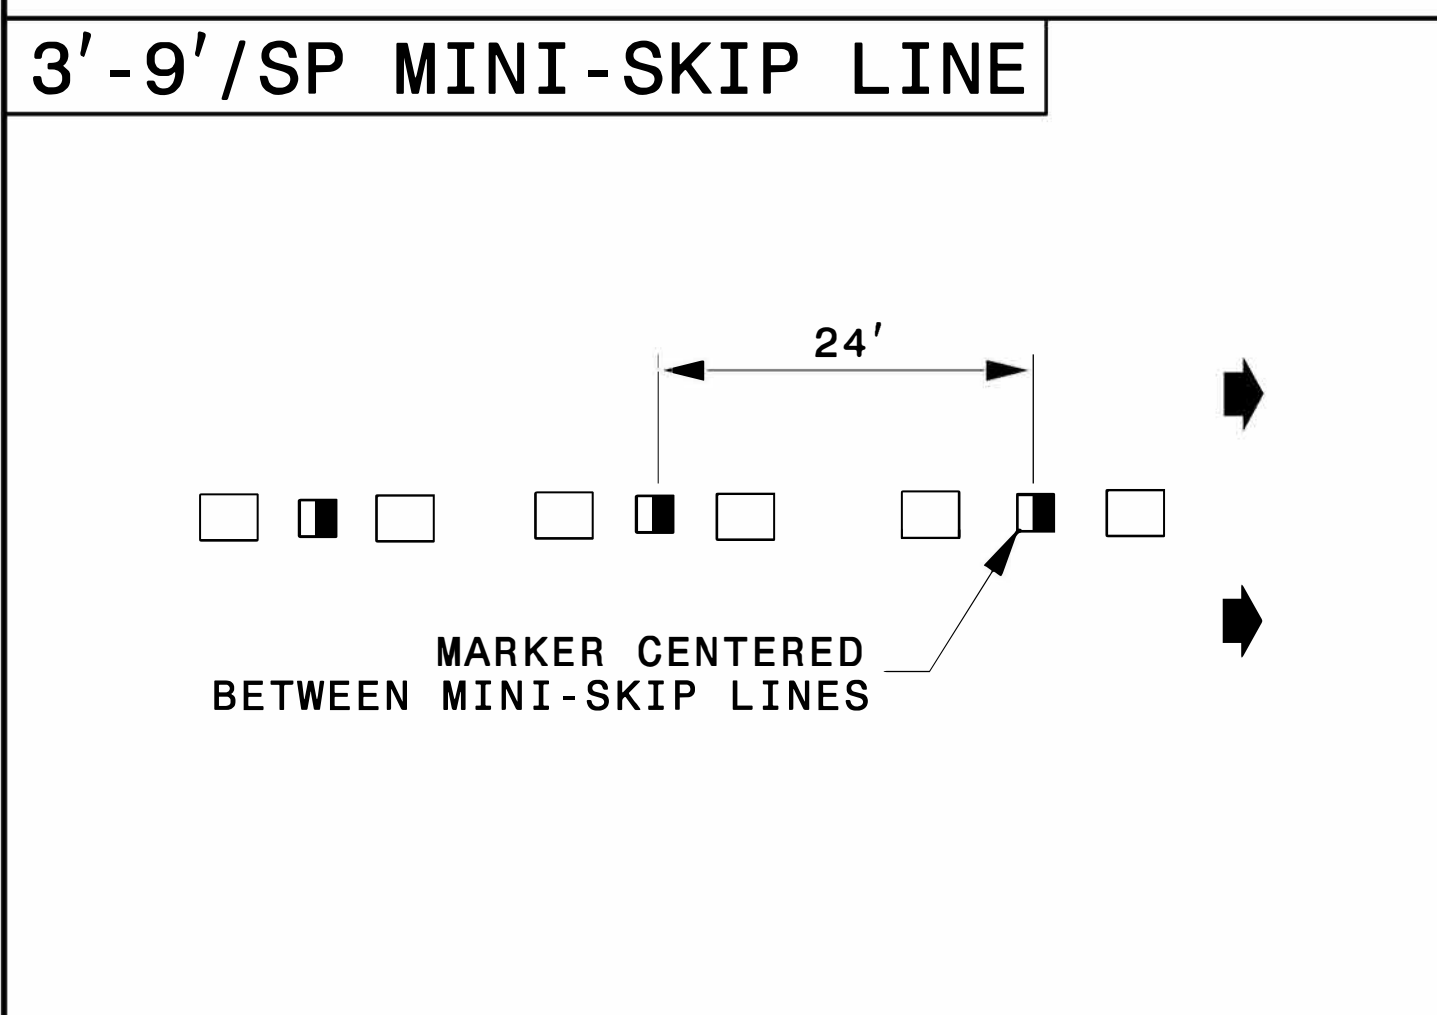 3'-9'/SP MINI-SKIP LINE
24'
MARKER CENTERED
BETWEEN MINI-SKIP LINES